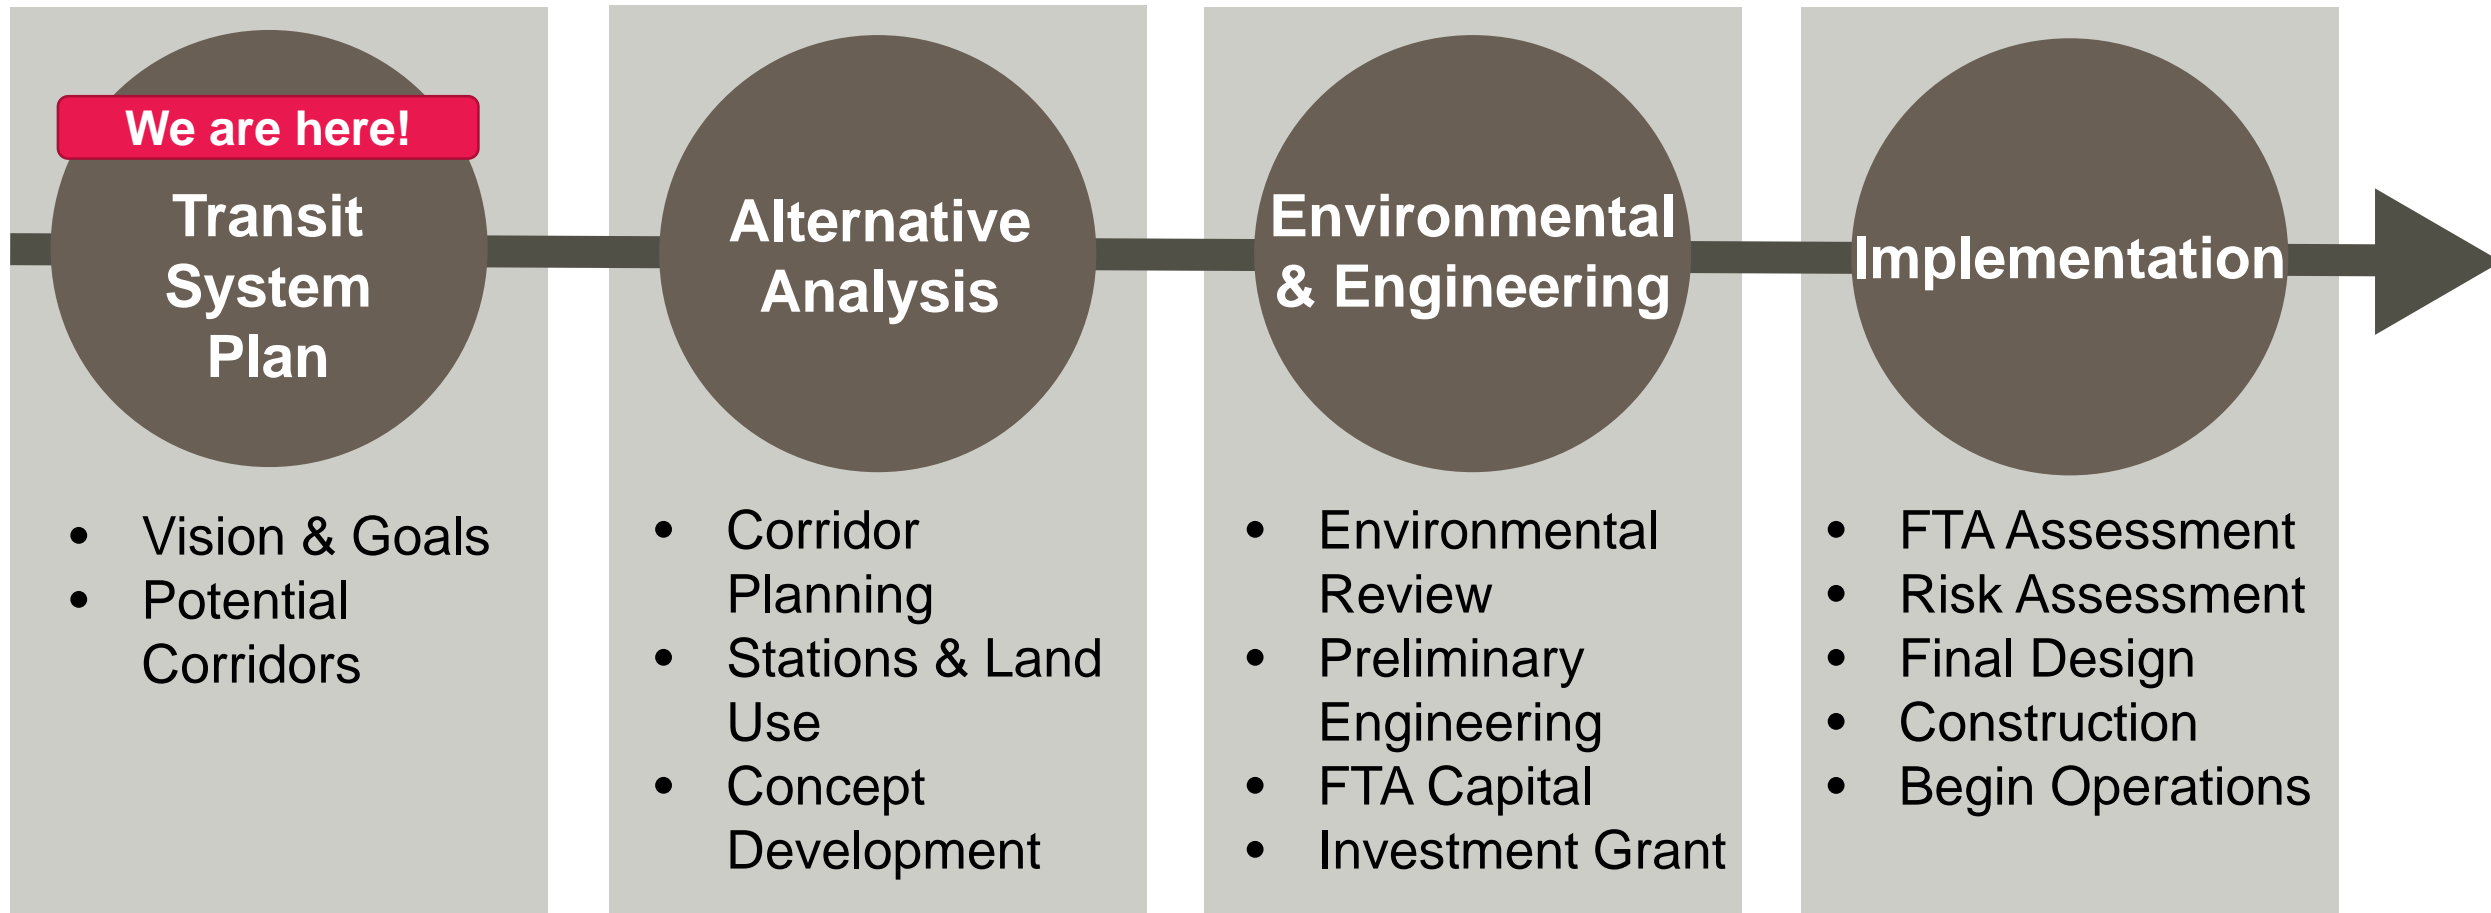 We are here!
Transit
System
Plan
• Vision & Goals
• Potential
Corridors
Alternative
Analysis
• Corridor
Planning
• Stations & Land
Use
• Concept
Development
Environmental
& Engineering
• Environmental
Review
• Preliminary
Engineering
• FTA Capital
• Investment Grant
Implementation
• FTA Assessment
• Risk Assessment
• Final Design
• Construction
• Begin Operations